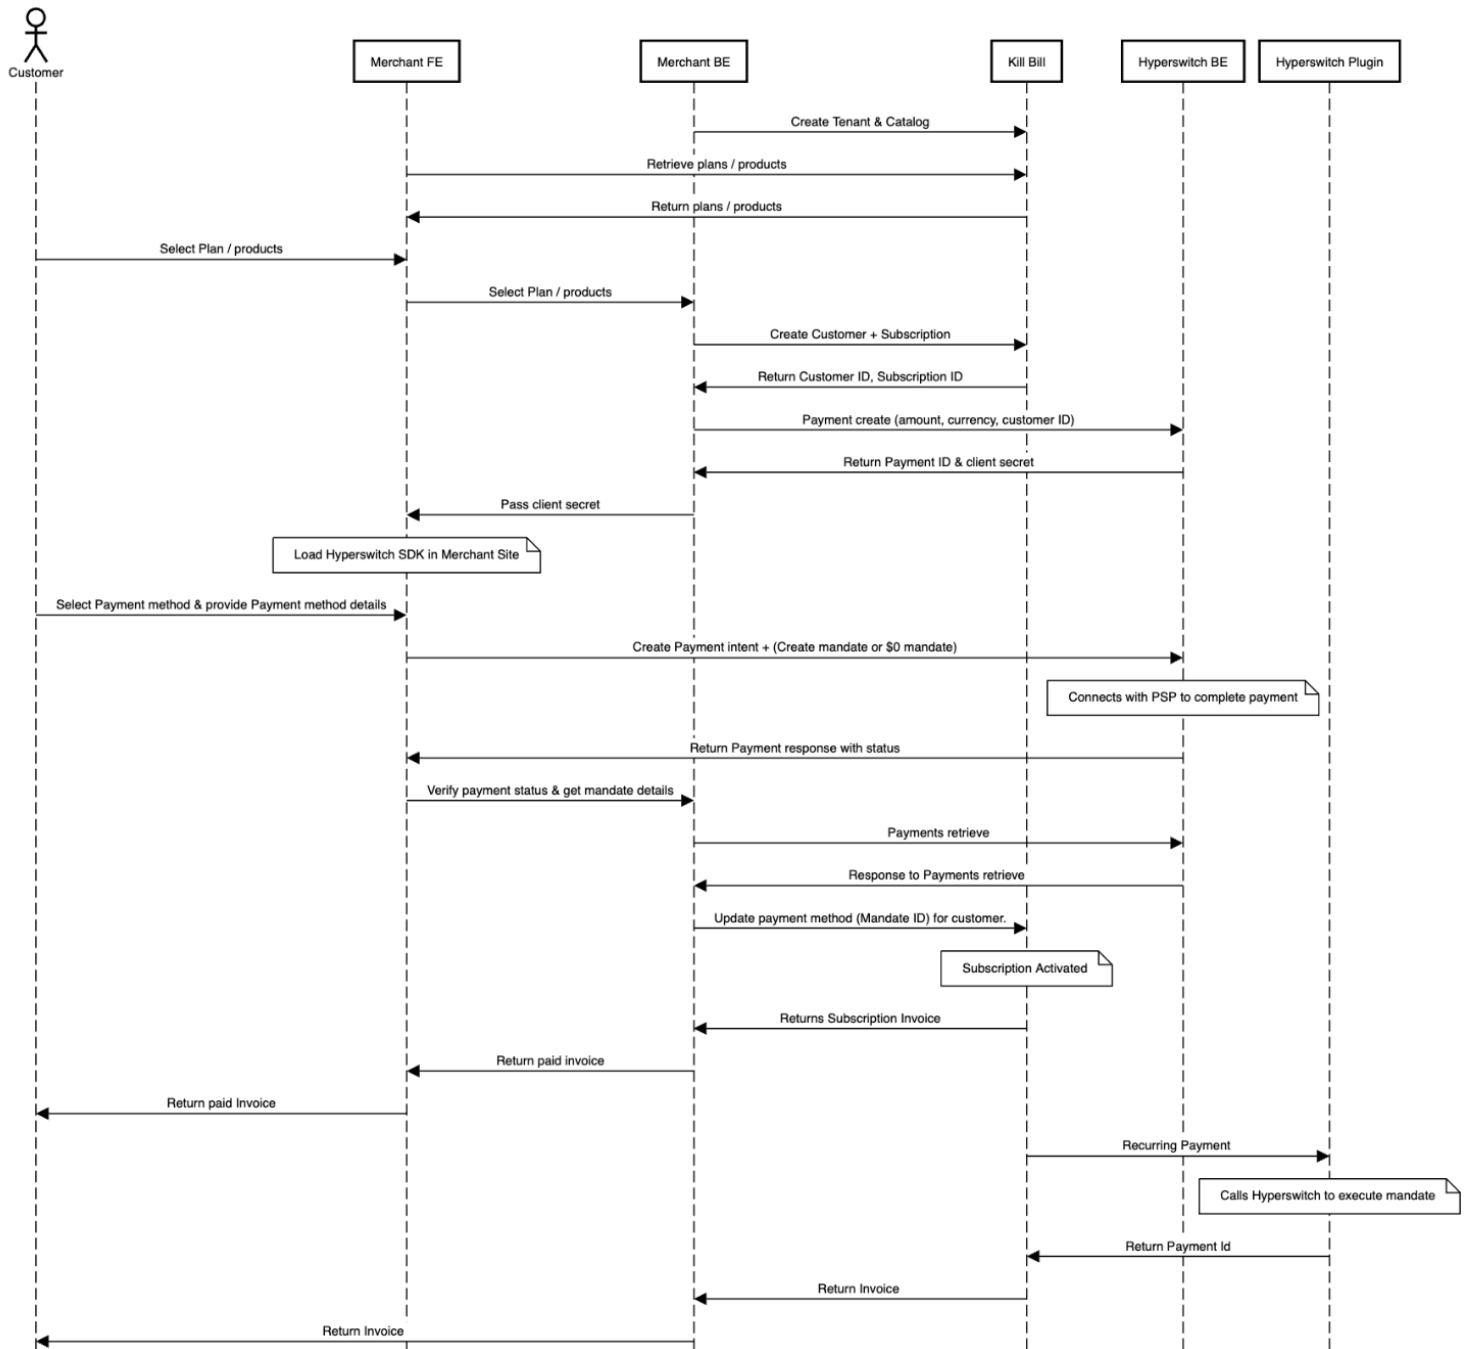 Customer
Merchant FE
Merchant BE
Kill Bill
Hyperswitch BE
Hyperswitch Plugin
Create Tenant & Catalog
Retrieve plans / products
Return plans / products
Select Plan / products
Select Plan / products
Create Customer + Subscription
Return Customer ID, Subscription ID
Payment create (amount, currency, customer ID)
Return Payment ID & client secret
Pass client secret
Load Hyperswitch SDK in Merchant Site
Select Payment method & provide Payment method details
Create Payment intent + (Create mandate or $0 mandate)
Connects with PSP to complete payment
Return Payment response with status
Verify payment status & get mandate details
Payments retrieve
Response to Payments retrieve
Update payment method (Mandate ID) for customer.
Subscription Activated
Returns Subscription Invoice
Return paid invoice
Return paid Invoice
Recurring Payment
Calls Hyperswitch to execute mandate
Return Payment Id
Return Invoice
Return Invoice